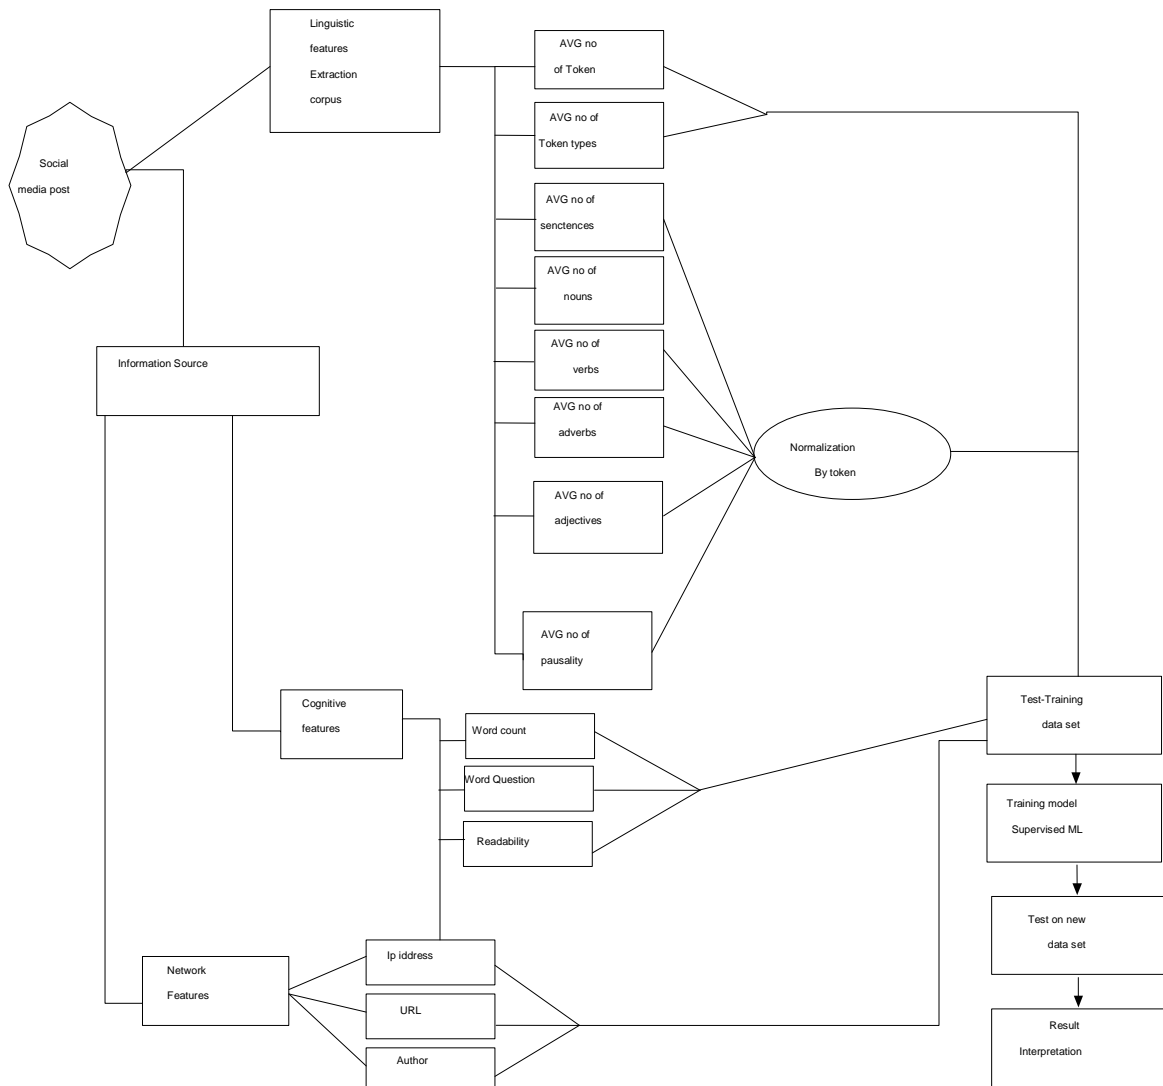 Linguistic
features
Extraction
corpus
AVG no
of Token
AVG no of
Token types
Social
media post
AVG no of
senctences
AVG no of
nouns
Information Source
AVG no of
verbs
AVG no of
adverbs
Normalization
By token
AVG no of
adjectives
AVG no of
pausality
Cognitive
features
Word count
Word Question
Readability
Test-Training
data set
Training model
Supervised ML
Test on new
data set
Network
Features
Ip iddress
URL
Author
Result
Interpretation